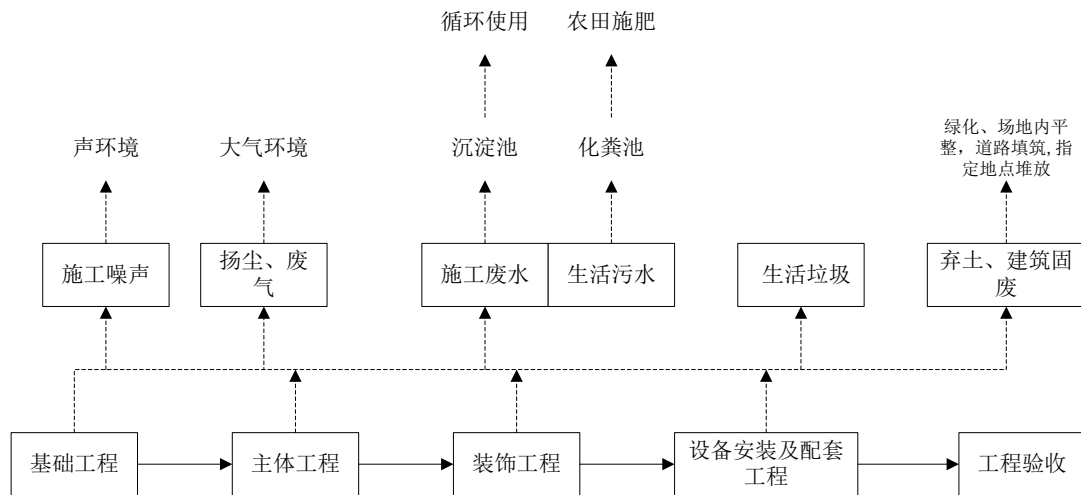 循环使用
农田施肥
声环境
大气环境
沉淀池
化粪池
绿化、场地内平
整，道路填筑,指
定地点堆放
施工噪声
扬尘、废
气
施工废水
生活污水
生活垃圾
弃土、建筑固
废
基础工程
主体工程
装饰工程
设备安装及配套
工程
工程验收